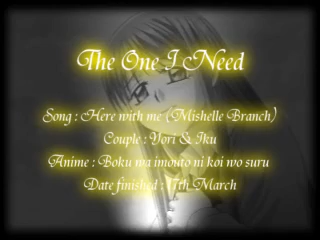 The One I Need
Song : Here with me (Mishelle Branch)
Couple : Yori & Iku
Anime : Boku wa imouto ni koi wo suru
Date finished : 17th March